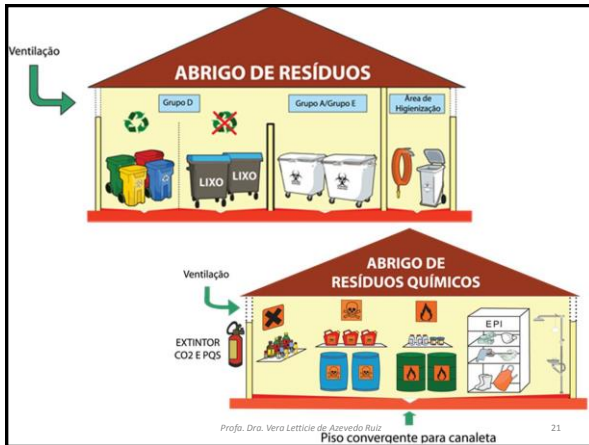 Ventilação
ABRIGO DE RESÍDUOS
Grupo D
Grupo A/Grupo E
Área de
Higienização
LIXO
LIXO
ABRIGO DE
RESÍDUOS QUÍMICOS
Ventilação
EXTINTOR
CO2 E PQS
EPI
Profa. Dra. Vera Letticie de Azevedo Ruiz
21
Piso convergente para canaleta